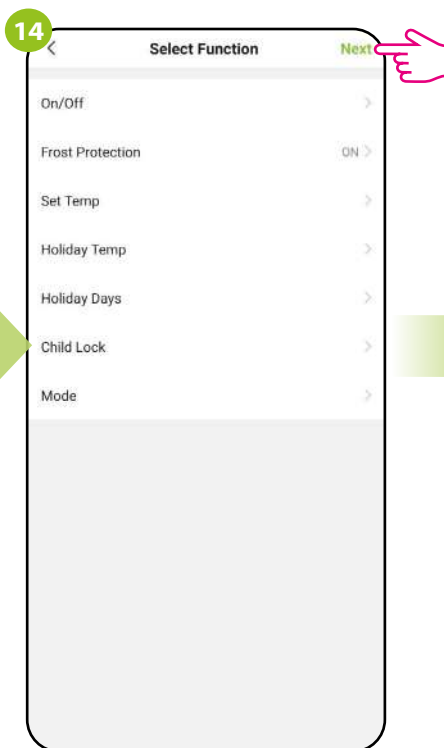 14
Select Function Next
On/Off
Frost Protection ON
Set Temp
Holiday Temp
Holiday Days
Child Lock
Mode